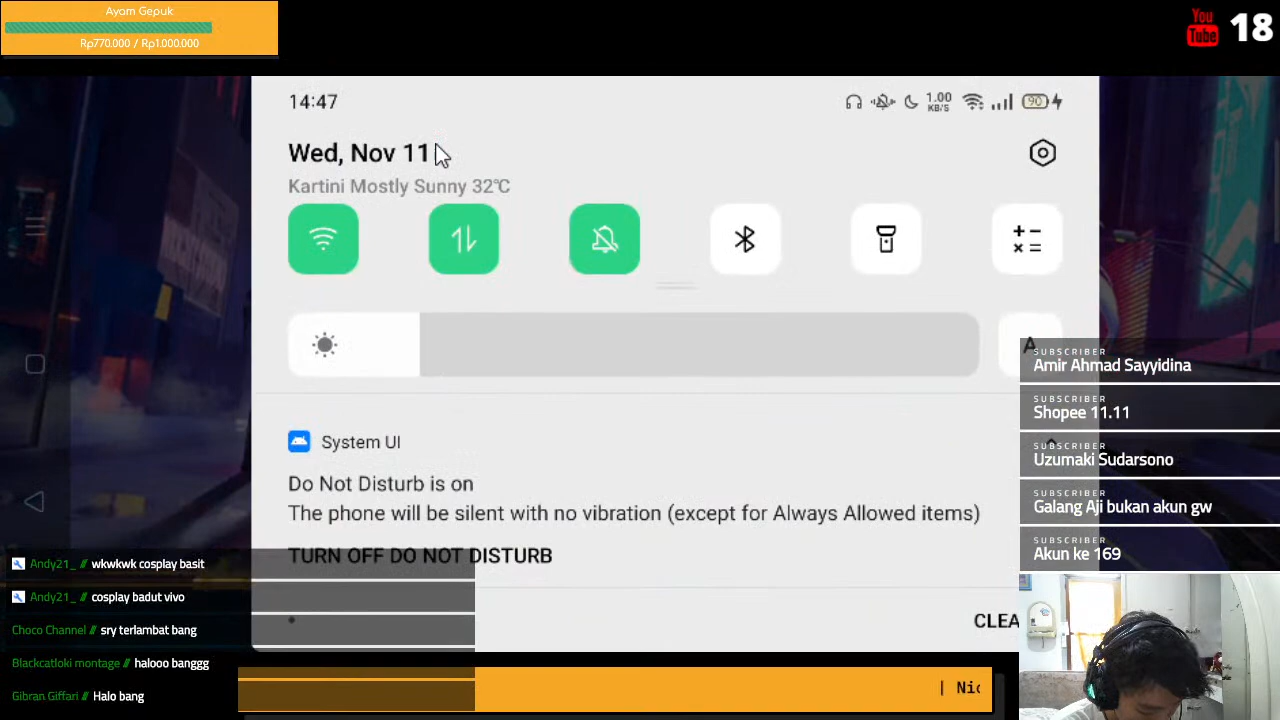 Ayam Gepuk
Rp770.000 / Rp1.000.000
You
Tube
18
14:47
1.00
KB/S
90
Wed, Nov 11
Kartini Mostly Sunny 32℃
A
System UI
Do Not Disturb is on
The phone will be silent with no vibration (except for Always Allowed items)
TURN OFF DO NOT DISTURB
SUBSCRIBER
Amir Ahmad Sayyidina
SUBSCRIBER
Shopee 11.11
SUBSCRIBER
Uzumaki Sudarsono
SUBSCRIBER
Galang Aji bukan akun gw
SUBSCRIBER
Akun ke 169
Andy21_ // wkwkwk cosplay basit
Andy21_ // cosplay badut vivo
Choco Channel // sry terlambat bang
Blackcatloki montage // halooo banggg
Gibran Giffari // Halo bang
CLEA
| Nic